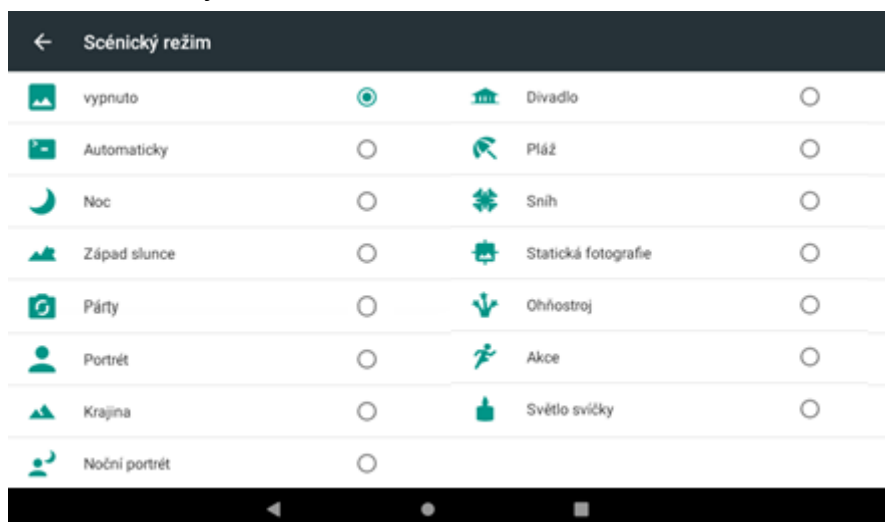 Scénický režim
vypnuto
Automaticky
Noc
Západ slunce
Párty
Portrét
Krajina
Noční portrét
Divadlo
Pláž
Sníh
Statická fotografie
Ohňostroj
Akce
Světlo svíčky